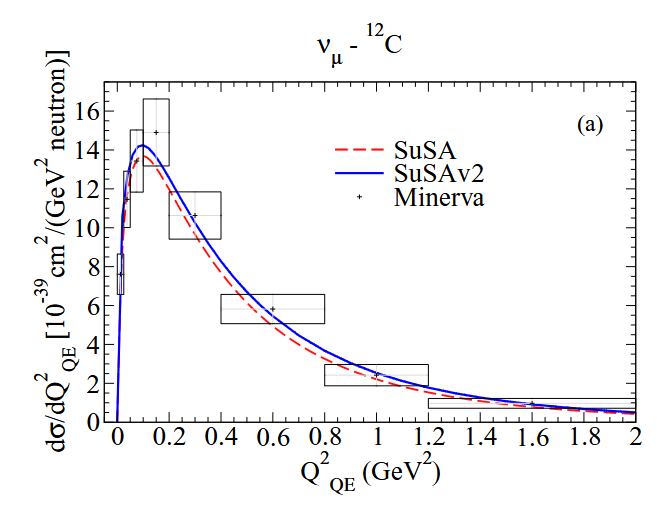 νμ - 12C
dσ/dQ2QE [10-39cm2/(GeV2 neutron)]
16
14
12
10
8
6
4
2
0
(a)
SuSA
SuSAv2
Minerva
0 0.2 0.4 0.6 0.8 1 1.2 1.4 1.6 1.8 2
Q2QE (GeV2)